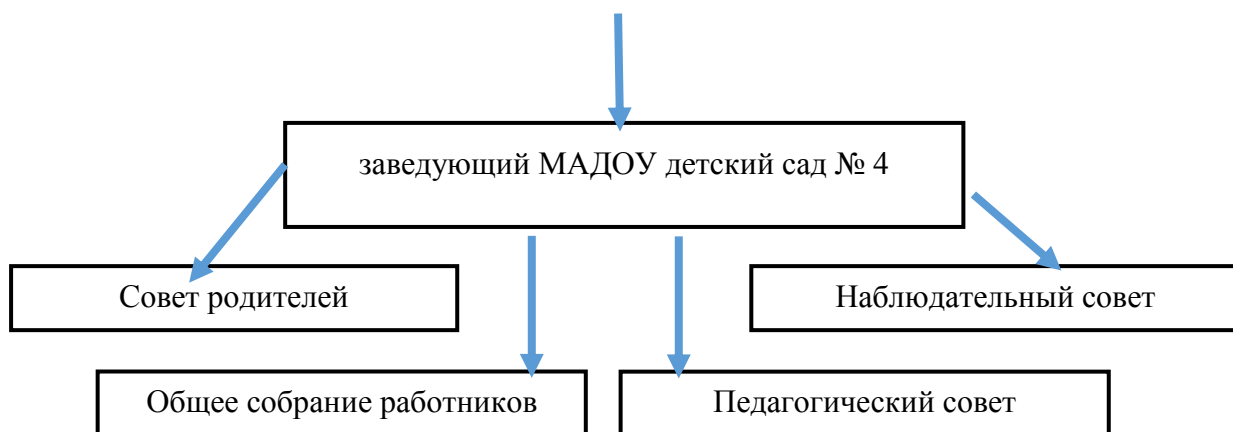 заведующий МАДОУ детский сад № 4
Совет родителей
Наблюдательный совет
Общее собрание работников
Педагогический совет